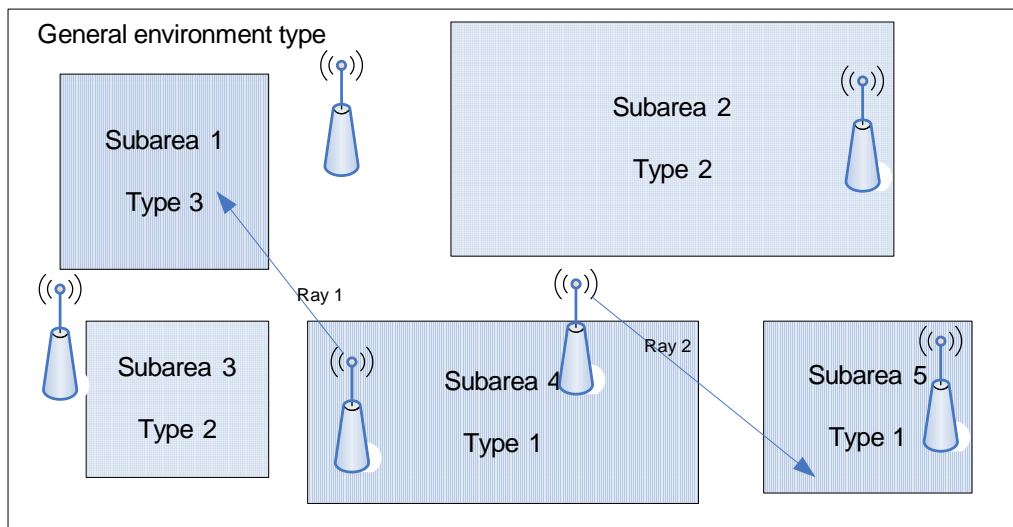 General environment type
Subarea 1
Type 3
Subarea 2
Type 2
Ray 1
Ray 2
Subarea 3
Type 2
Subarea 4
Type 1
Subarea 5
Type 1